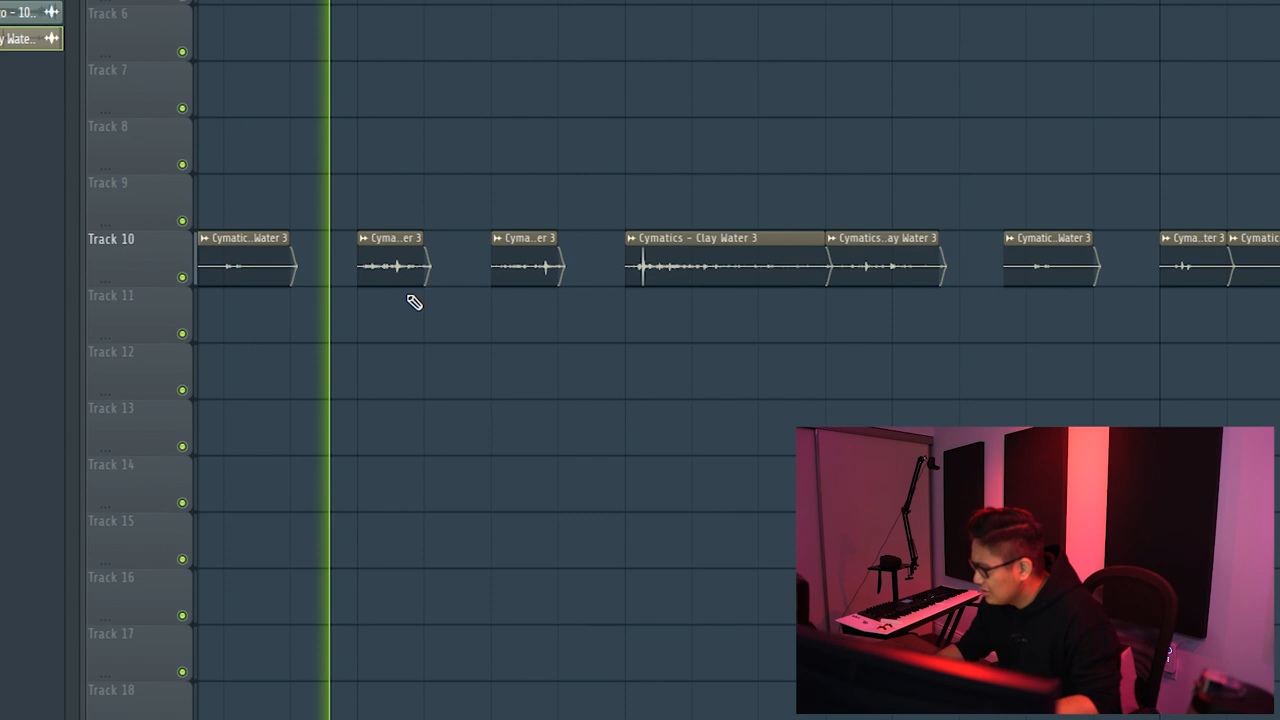 o - 10..
y Wate..
Track 6
...
Track 7
...
Track 8
...
Track 9
...
Track 10
...
Cymatic..Water 3
Cyma..er 3
Cyma..er 3
Cymatics - Clay Water 3
Cymatics..ay Water 3
Cymatic..Water 3
Cyma..ter 3
Cymatic
Track 11
...
Track 12
...
Track 13
...
Track 14
...
Track 15
...
Track 16
...
Track 17
...
Track 18